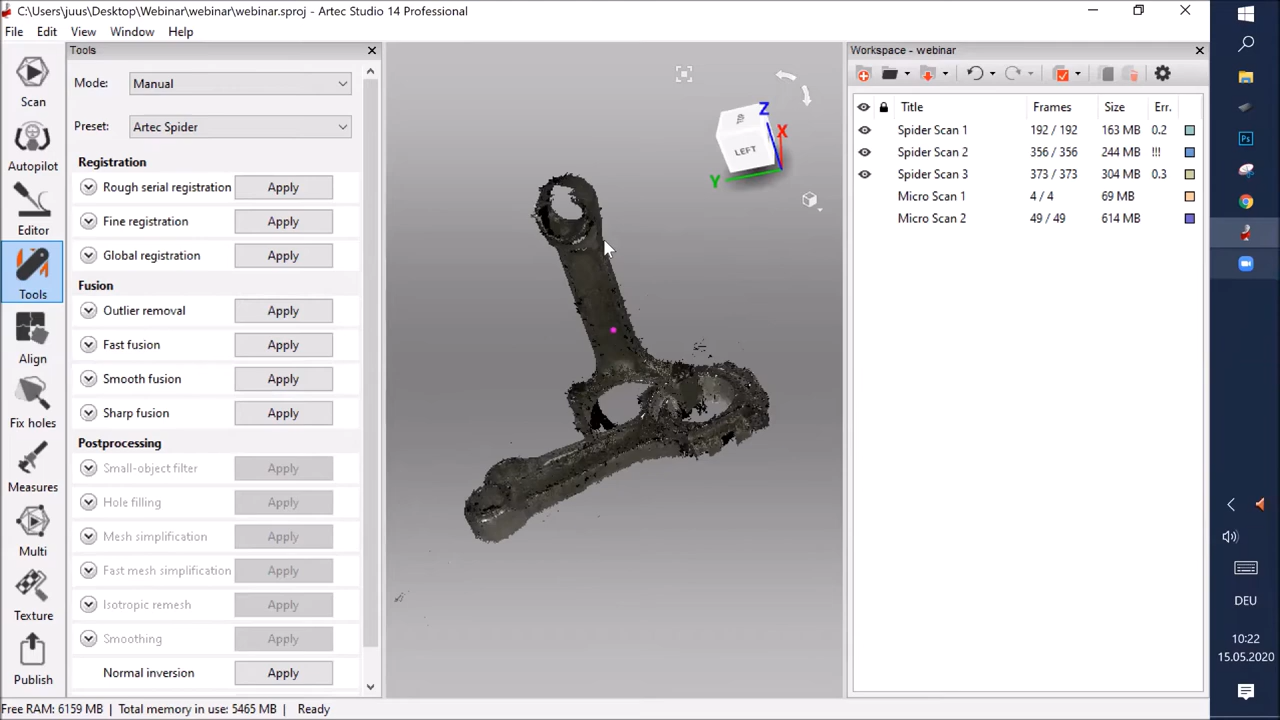 C:\Users\juus\Desktop\Webinar\webinar\webinar.sproj - Artec Studio 14 Professional
File Edit View Window Help
Tools
Workspace - webinar
Scan
Autopilot
Editor
Tools
Align
Fix holes
Measures
Multi
Texture
Publish
Mode: Manual
Preset: Artec Spider
Registration
Rough serial registration Apply
Fine registration Apply
Global registration Apply
Fusion
Outlier removal Apply
Fast fusion Apply
Smooth fusion Apply
Sharp fusion Apply
Postprocessing
Small-object filter Apply
Hole filling Apply
Mesh simplification Apply
Fast mesh simplification Apply
Isotropic remesh Apply
Smoothing Apply
Normal inversion Apply
Z
X
Y
LEFT
Title Frames Size Err.
Spider Scan 1 192 / 192 163 MB 0.2
Spider Scan 2 356 / 356 244 MB !!!
Spider Scan 3 373 / 373 304 MB 0.3
Micro Scan 1 4 / 4 69 MB
Micro Scan 2 49 / 49 614 MB
Ps
DEU
10:22
15.05.2020
Free RAM: 6159 MB | Total memory in use: 5465 MB | Ready